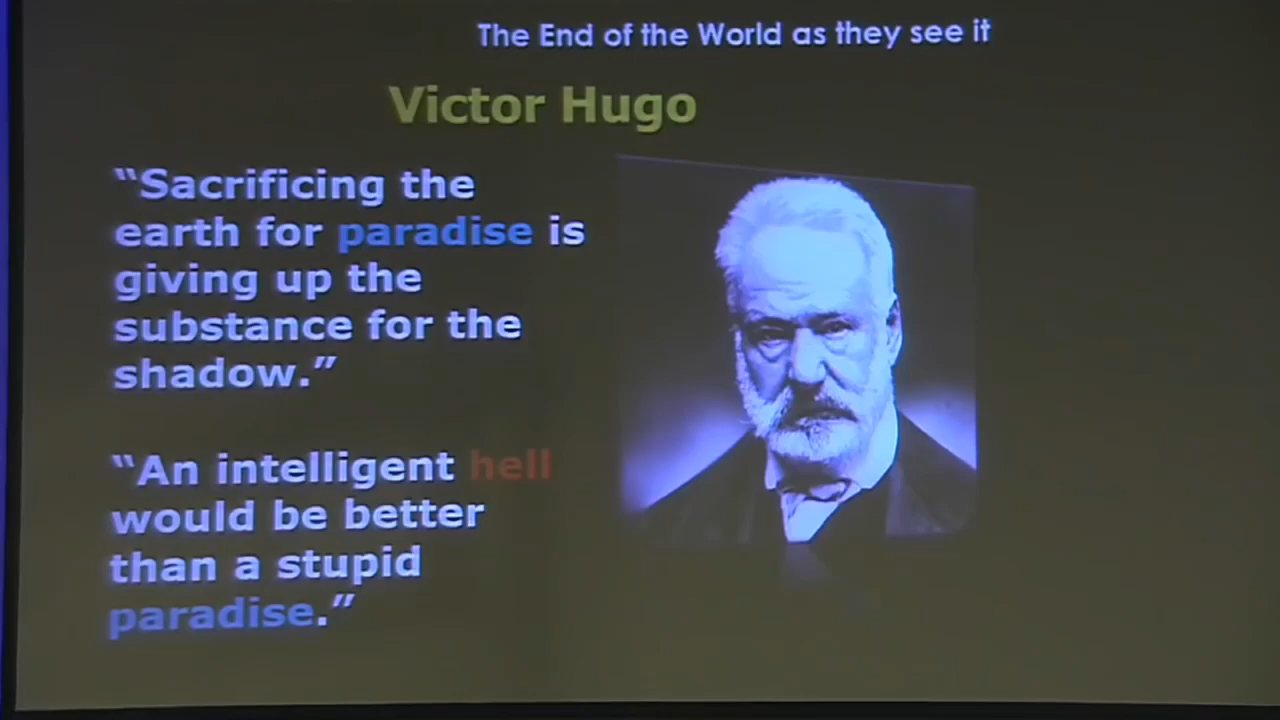 The End of the World as they see it
Victor Hugo
“Sacrificing the
earth for paradise is
giving up the
substance for the
shadow.”
“An intelligent hell
would be better
than a stupid
paradise.”